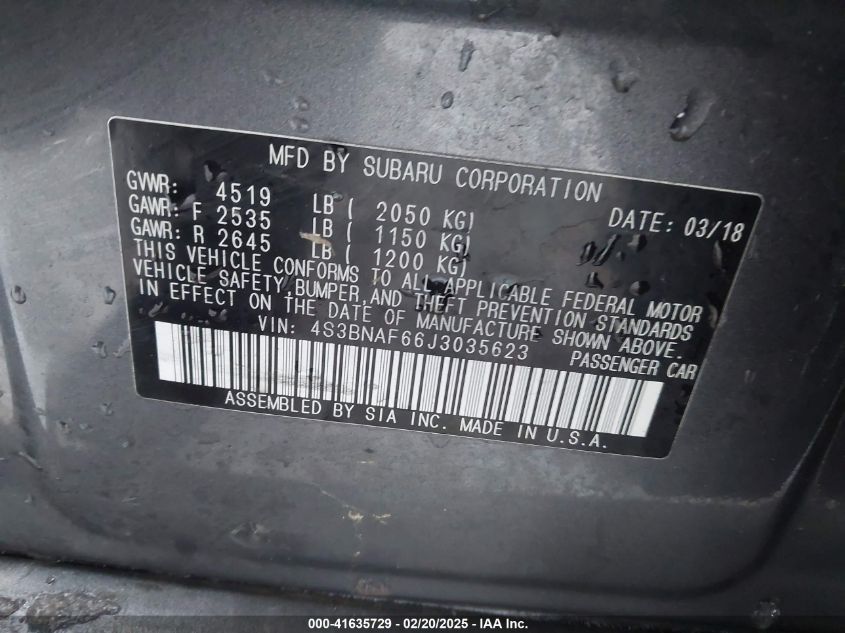 MFD BY SUBARU CORPORATION
GVWR: 4519 LB ( 2050 KG) DATE: 03/18
GAWR: F 2535 LB ( 1150 KG)
GAWR: R 2645 LB ( 1200 KG)
THIS VEHICLE CONFORMS TO ALL APPLICABLE FEDERAL MOTOR
VEHICLE SAFETY, BUMPER, AND THEFT PREVENTION STANDARDS
IN EFFECT ON THE DATE OF MANUFACTURE SHOWN ABOVE.
VIN: 4S3BNAF66J3035623 PASSENGER CAR
ASSEMBLED BY SIA INC. MADE IN U.S.A.
000-41635729 - 02/20/2025 - IAA Inc.